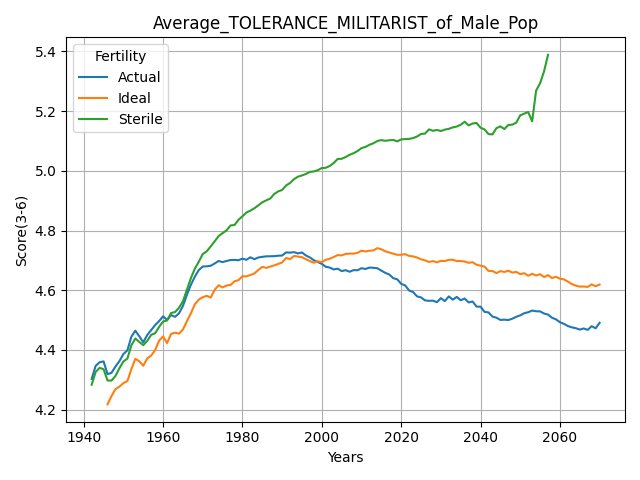 Average_TOLERANCE_MILITARIST_of_Male_Pop
Fertility
Actual
Ideal
Sterile
Score(3-6)
5.4
5.2
5.0
4.8
4.6
4.4
4.2
1940 1960 1980 2000 2020 2040 2060
Years